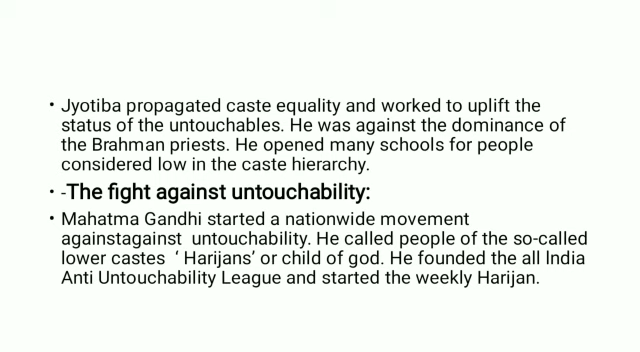 • Jyotiba propagated caste equality and worked to uplift the
status of the untouchables. He was against the dominance of
the Brahman priests. He opened many schools for people
considered low in the caste hierarchy.
• -The fight against untouchability:
• Mahatma Gandhi started a nationwide movement
againstagainst  untouchability. He called people of the so-called
lower castes  ‘ Harijans’ or child of god. He founded the all India
Anti Untouchability League and started the weekly Harijan.